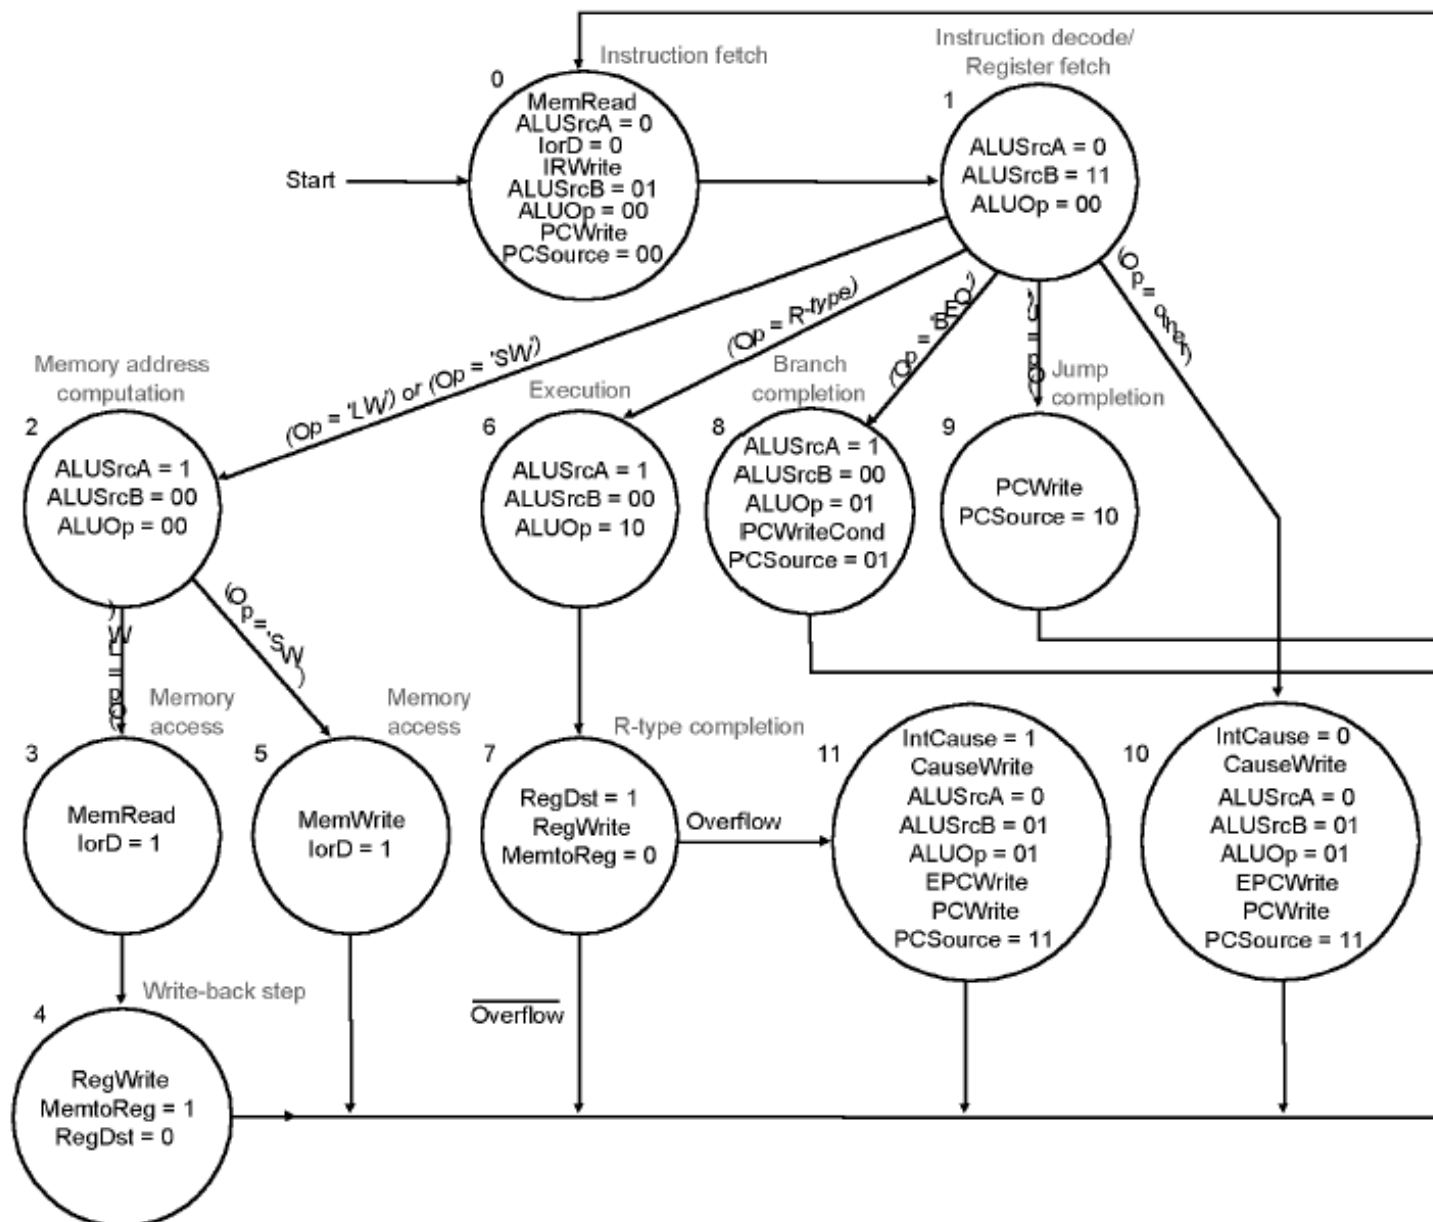 Instruction fetch
Instruction decode/
Register fetch
0
MemRead
ALUSrcA = 0
IorD = 0
IRWrite
ALUSrcB = 01
ALUOp = 00
PCWrite
PCSource = 00
Start
1
ALUSrcA = 0
ALUSrcB = 11
ALUOp = 00
(Op = 'LW') or (Op = 'SW')
(Op = R-type)
(Op = 'BEQ')
(Op = 'J')
(Op = other)
Memory address
computation
2
ALUSrcA = 1
ALUSrcB = 00
ALUOp = 00
Execution
6
ALUSrcA = 1
ALUSrcB = 00
ALUOp = 10
Branch
completion
8
ALUSrcA = 1
ALUSrcB = 00
ALUOp = 01
PCWriteCond
PCSource = 01
Jump
completion
9
PCWrite
PCSource = 10
(Op = 'LW')
(Op = 'SW')
Memory
access
3
MemRead
IorD = 1
Memory
access
5
MemWrite
IorD = 1
R-type completion
7
RegDst = 1
RegWrite
MemtoReg = 0
Overflow
Overflow
11
IntCause = 1
CauseWrite
ALUSrcA = 0
ALUSrcB = 01
ALUOp = 01
EPCWrite
PCWrite
PCSource = 11
10
IntCause = 0
CauseWrite
ALUSrcA = 0
ALUSrcB = 01
ALUOp = 01
EPCWrite
PCWrite
PCSource = 11
Write-back step
4
RegWrite
MemtoReg = 1
RegDst = 0